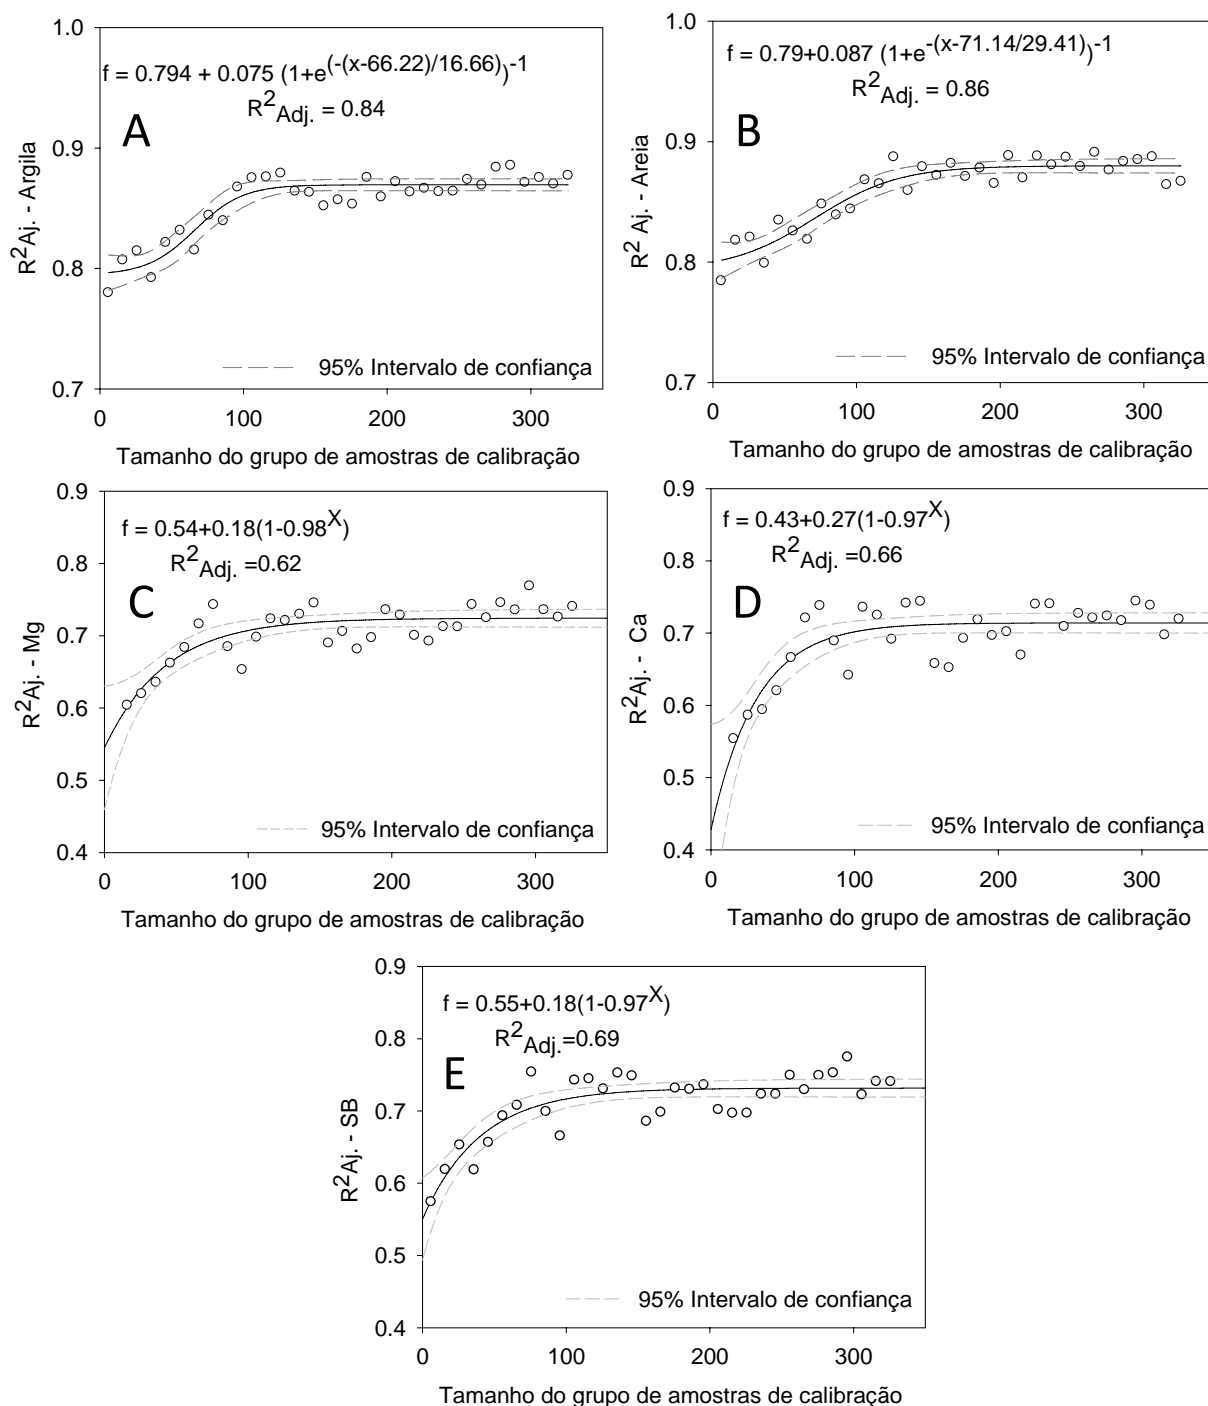 f = 0.794 + 0.075 (1+e(-(x-66.22)/16.66))-1
R2Adj. = 0.84
A
R2Aj. - Argila
1.0
0.9
0.8
0.7
95% Intervalo de confiança
0 100 200 300
Tamanho do grupo de amostras de calibração
f = 0.79+0.087 (1+e-(x-71.14/29.41))-1
R2Adj. = 0.86
B
R2 Aj. - Areia
1.0
0.9
0.8
0.7
95% Intervalo de confiança
0 100 200 300
Tamanho do grupo de amostras de calibração
f = 0.54+0.18(1-0.98X)
R2Adj. =0.62
C
R2Aj. - Mg
0.9
0.8
0.7
0.6
0.5
0.4
95% Intervalo de confiança
0 100 200 300
Tamanho do grupo de amostras de calibração
f = 0.43+0.27(1-0.97X)
R2Adj. =0.66
D
R2Aj. - Ca
0.9
0.8
0.7
0.6
0.5
0.4
95% Intervalo de confiança
0 100 200 300
Tamanho do grupo de amostras de calibração
f = 0.55+0.18(1-0.97X)
R2Adj.=0.69
E
R2Aj. - SB
0.9
0.8
0.7
0.6
0.5
0.4
95% Intervalo de confiança
0 100 200 300
Tamanho do grupo de amostras de calibração